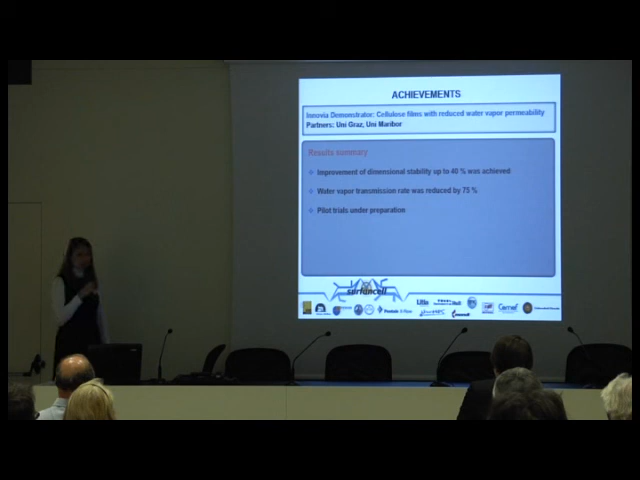 ACHIEVEMENTS
Innovia Demonstrator: Cellulose films with reduced water vapor permeability
Partners: Uni Graz, Uni Maribor
Results summary
Improvement of dimensional stability up to 40 % was achieved
Water vapor transmission rate was reduced by 75 %
Pilot trials under preparation
surfuncell